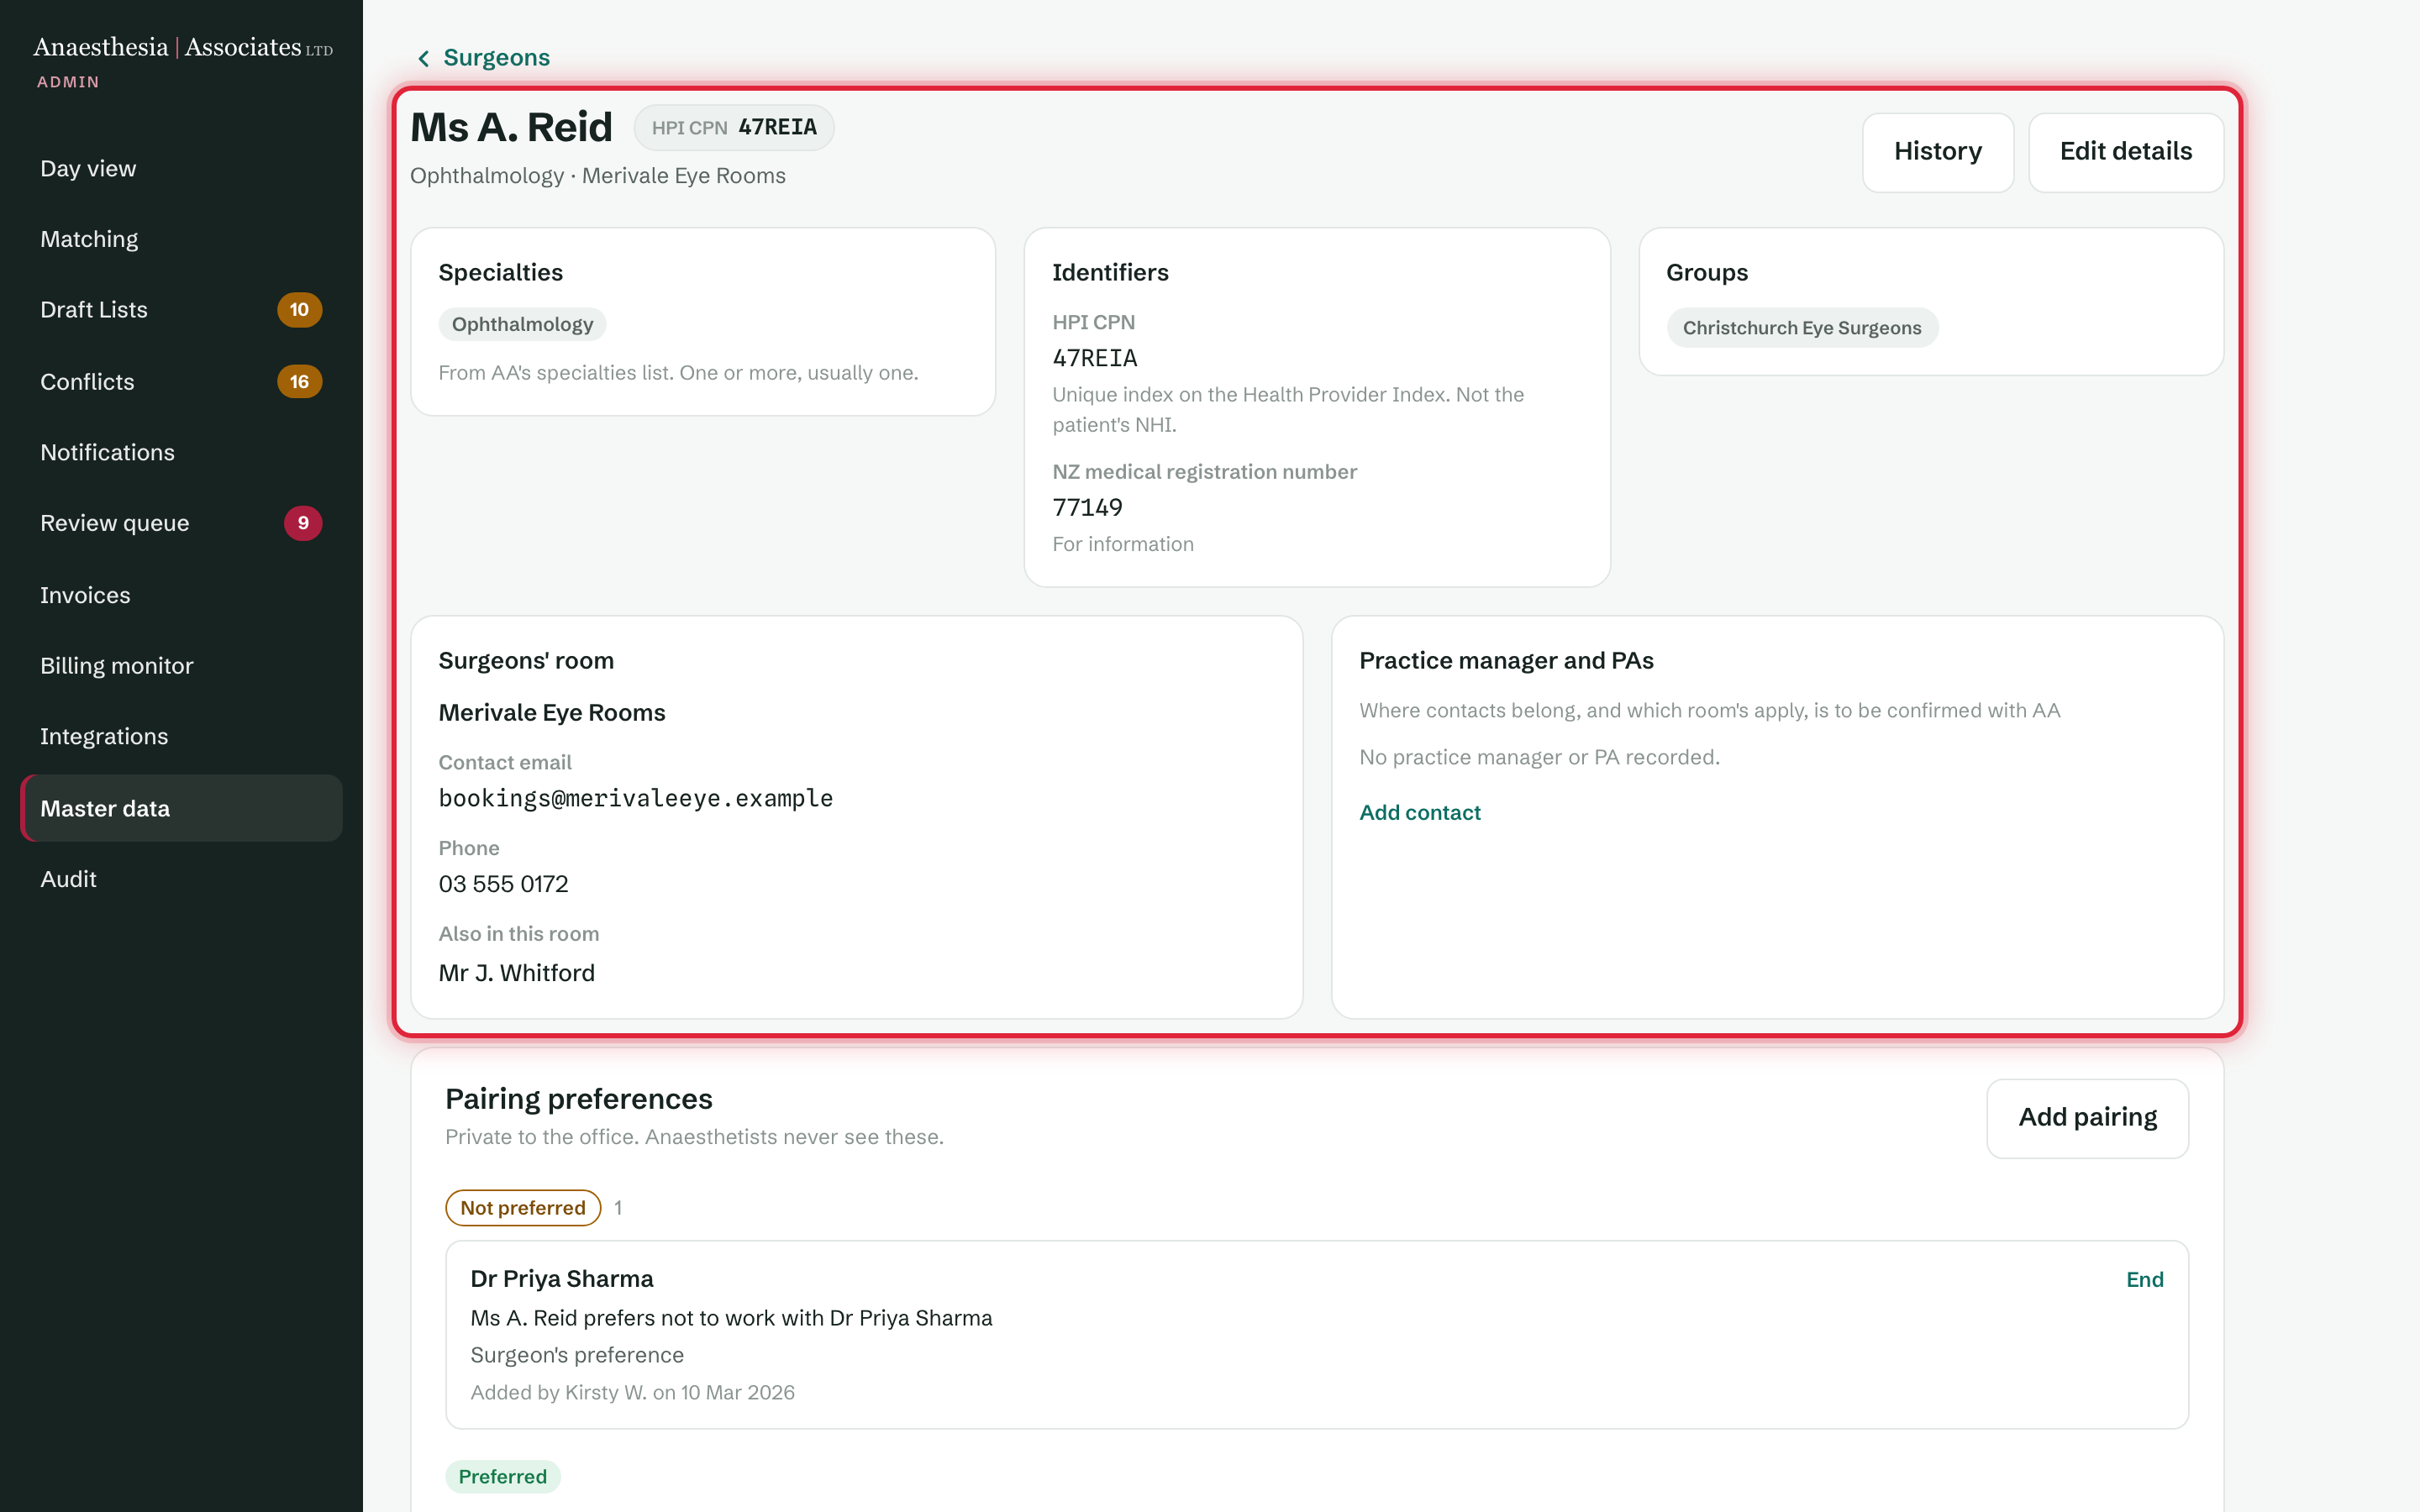 Anaesthesia | Associates LTD
ADMIN
Day view
Matching
Draft Lists 10
Conflicts 16
Notifications
Review queue 9
Invoices
Billing monitor
Integrations
Master data
Audit
Surgeons
Ms A. Reid HPI CPN 47REIA
Ophthalmology · Merivale Eye Rooms
History
Edit details
Specialties
Ophthalmology
From AA's specialties list. One or more, usually one.
Identifiers
HPI CPN
47REIA
Unique index on the Health Provider Index. Not the
patient's NHI.
NZ medical registration number
77149
For information
Groups
Christchurch Eye Surgeons
Surgeons' room
Merivale Eye Rooms
Contact email
bookings@merivaleeye.example
Phone
03 555 0172
Also in this room
Mr J. Whitford
Practice manager and PAs
Where contacts belong, and which room's apply, is to be confirmed with AA
No practice manager or PA recorded.
Add contact
Pairing preferences
Private to the office. Anaesthetists never see these.
Add pairing
Not preferred 1
Dr Priya Sharma
End
Ms A. Reid prefers not to work with Dr Priya Sharma
Surgeon's preference
Added by Kirsty W. on 10 Mar 2026
Preferred